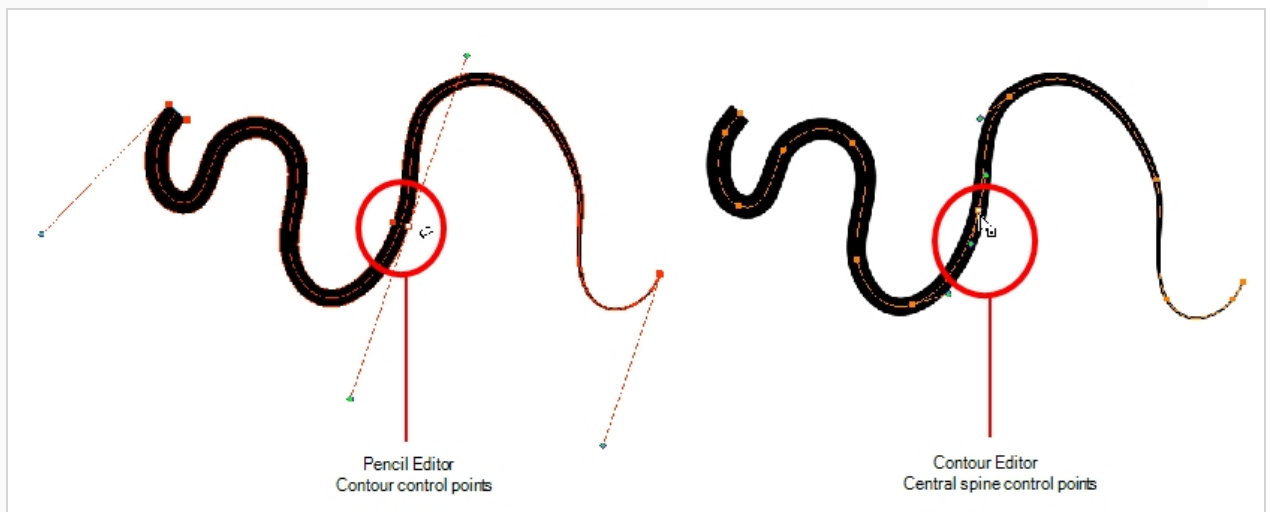 Pencil Editor
Contour control points
Contour Editor
Central spine control points